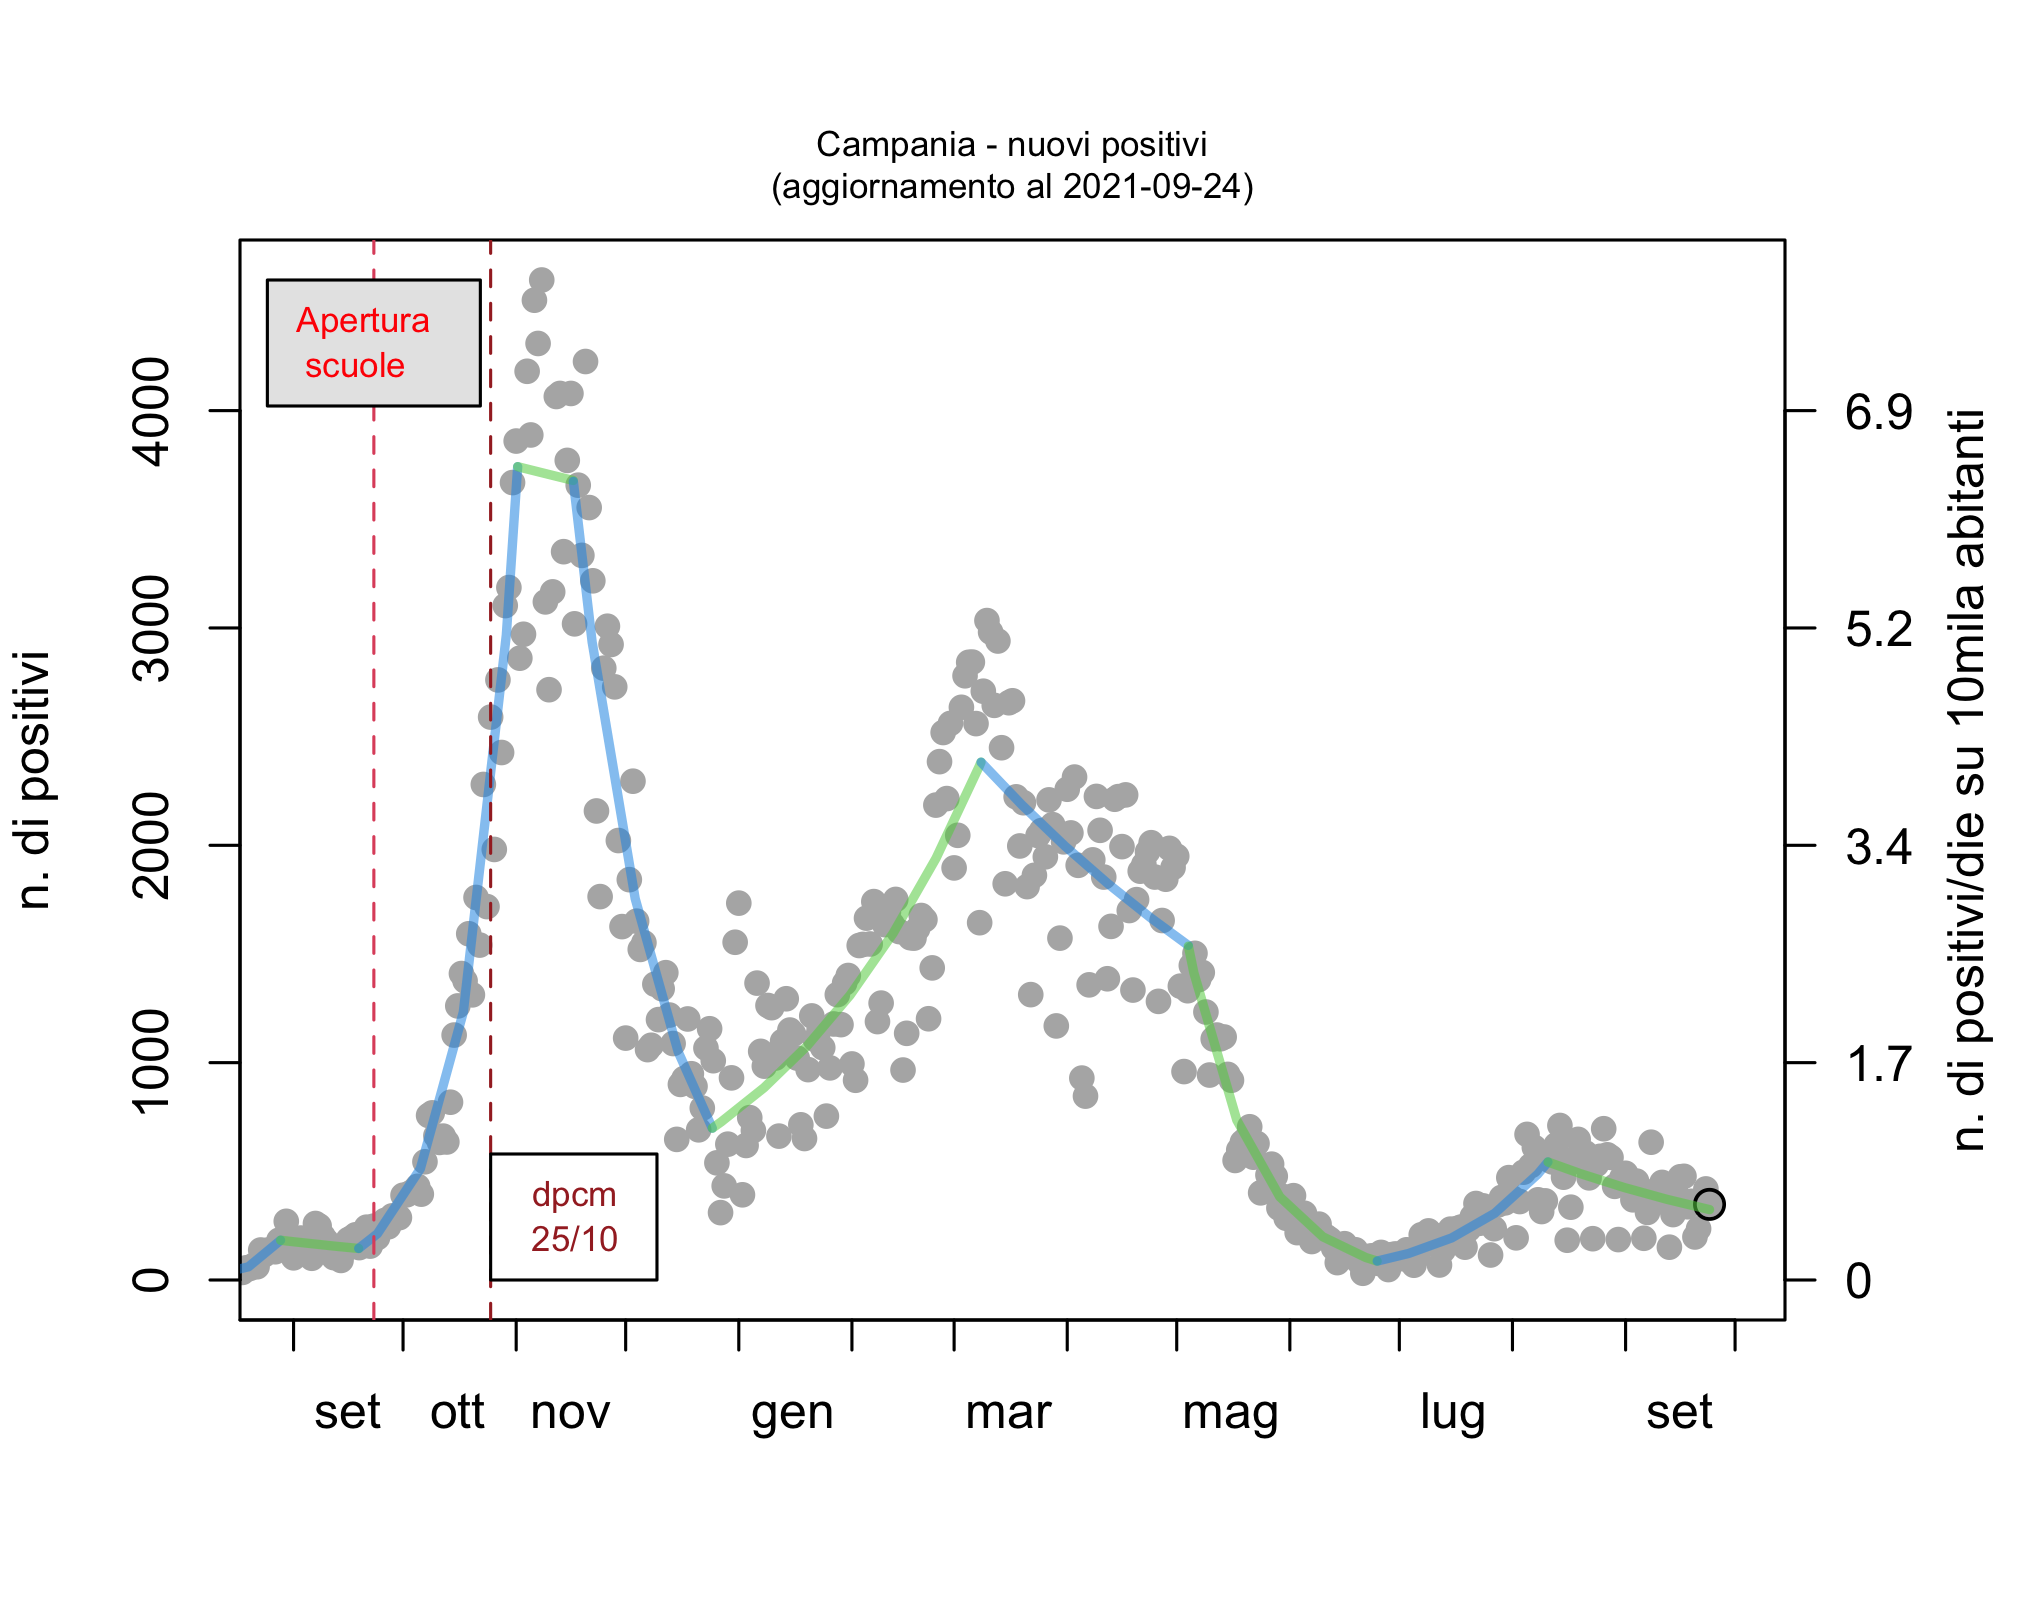 Campania - nuovi positivi
(aggiornamento al 2021-09-24)
Apertura
scuole
dpcm
25/10
n. di positivi
0
1000
2000
3000
4000
n. di positivi/die su 10mila abitanti
6.9
5.2
3.4
1.7
0
set ott nov gen mar mag lug set